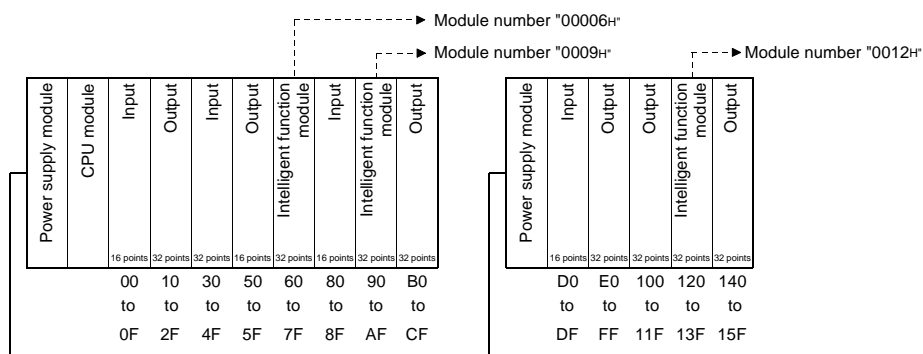 Module number "00006H"
Module number "0009H"
Module number "0012H"
Power supply module
CPU module
Input
Output
Input
Output
Intelligent function
module
Input
Intelligent function
module
Output
16 points 32 points 32 points 16 points 32 points 16 points 32 points 32 points
00 10 30 50 60 80 90 B0
to to to to to to to to
0F 2F 4F 5F 7F 8F AF CF
Power supply module
Input
Output
Output
Intelligent function
module
Output
16 points 32 points 32 points 32 points 32 points
D0 E0 100 120 140
to to to to to
DF FF 11F 13F 15F